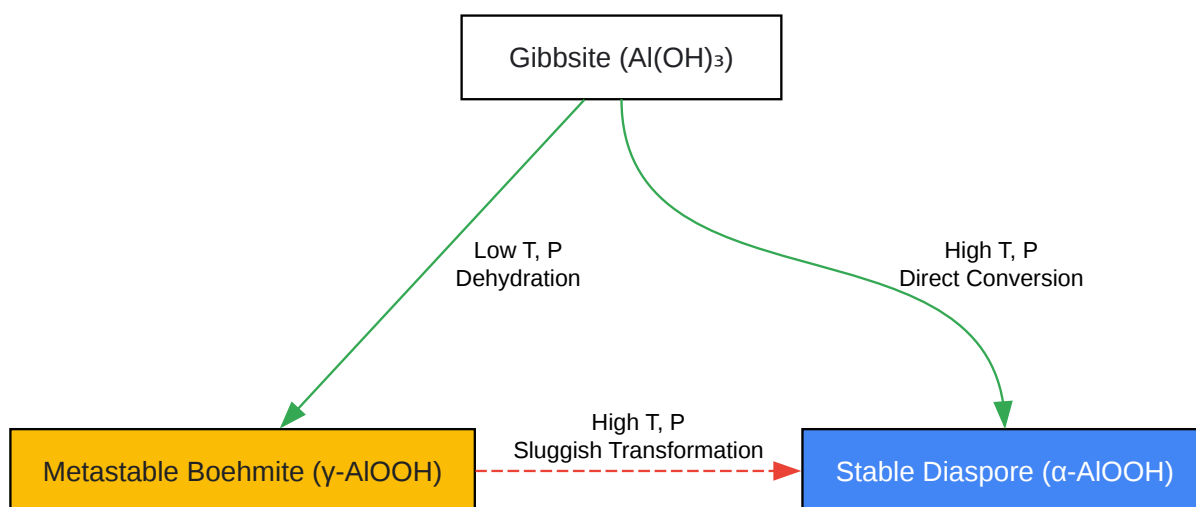 Gibbsite (Al(OH)₃)
Low T, P
Dehydration
High T, P
Direct Conversion
High T, P
Sluggish Transformation
Metastable Boehmite (γ-AlOOH)
Stable Diaspore (α-AlOOH)